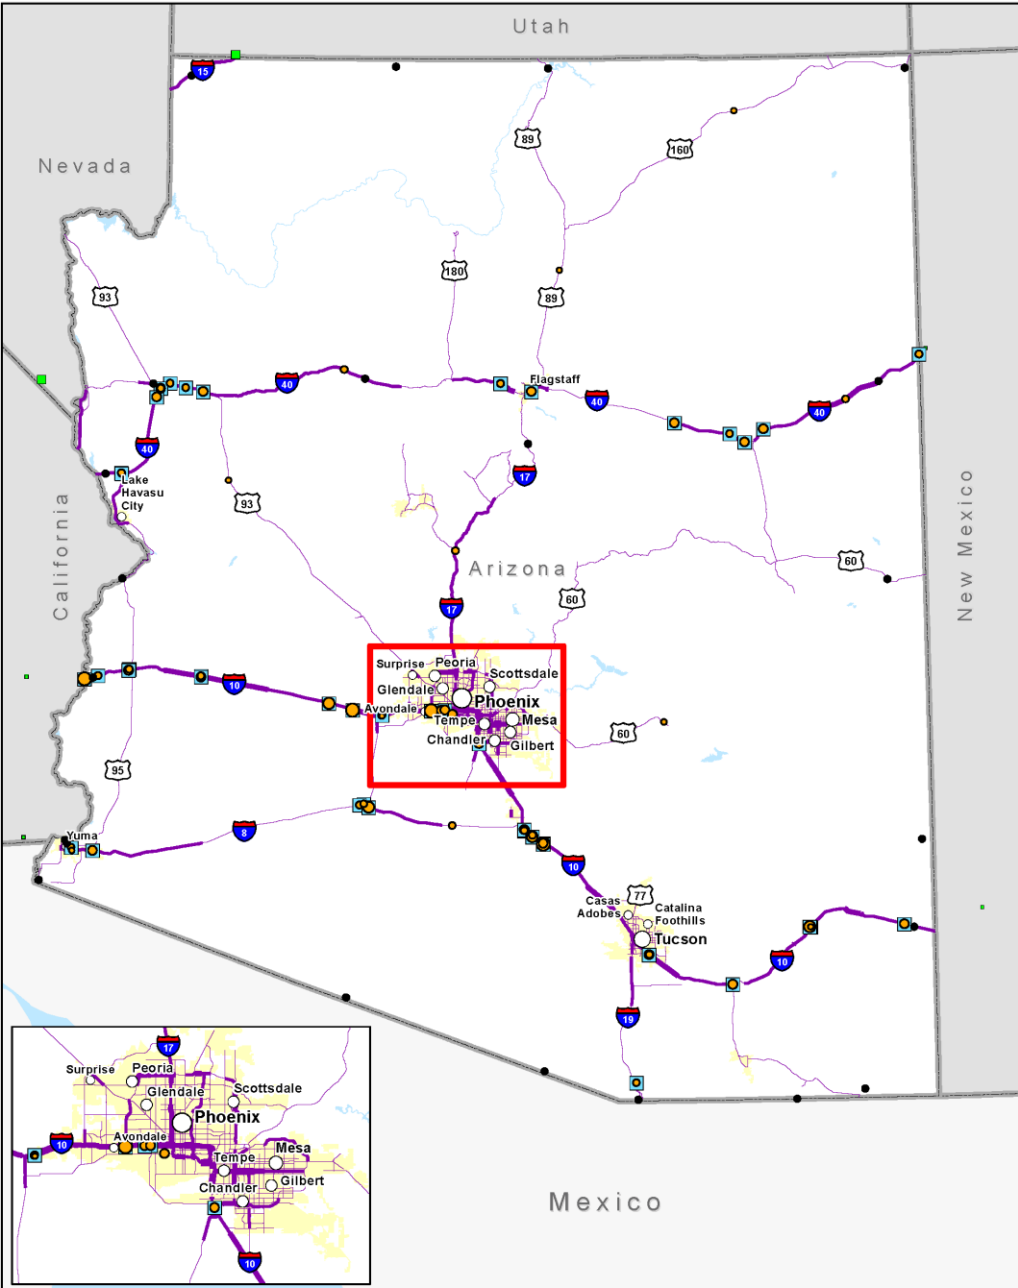 Utah
15
89
160
Nevada
180
93
89
40
Flagstaff
40
40
40
Lake
Havasu
City
17
93
California
New Mexico
Arizona
60
60
17
Surprise
Peoria
Scottsdale
Glendale
10
Phoenix
Avondale
Tempe
Mesa
60
Chandler
Gilbert
95
8
Yuma
10
77
Casas
Adobes
Catalina
Foothills
Tucson
10
19
17
Surprise
Peoria
Glendale
Scottsdale
Phoenix
10
Avondale
Tempe
Mesa
Chandler
Gilbert
10
Mexico